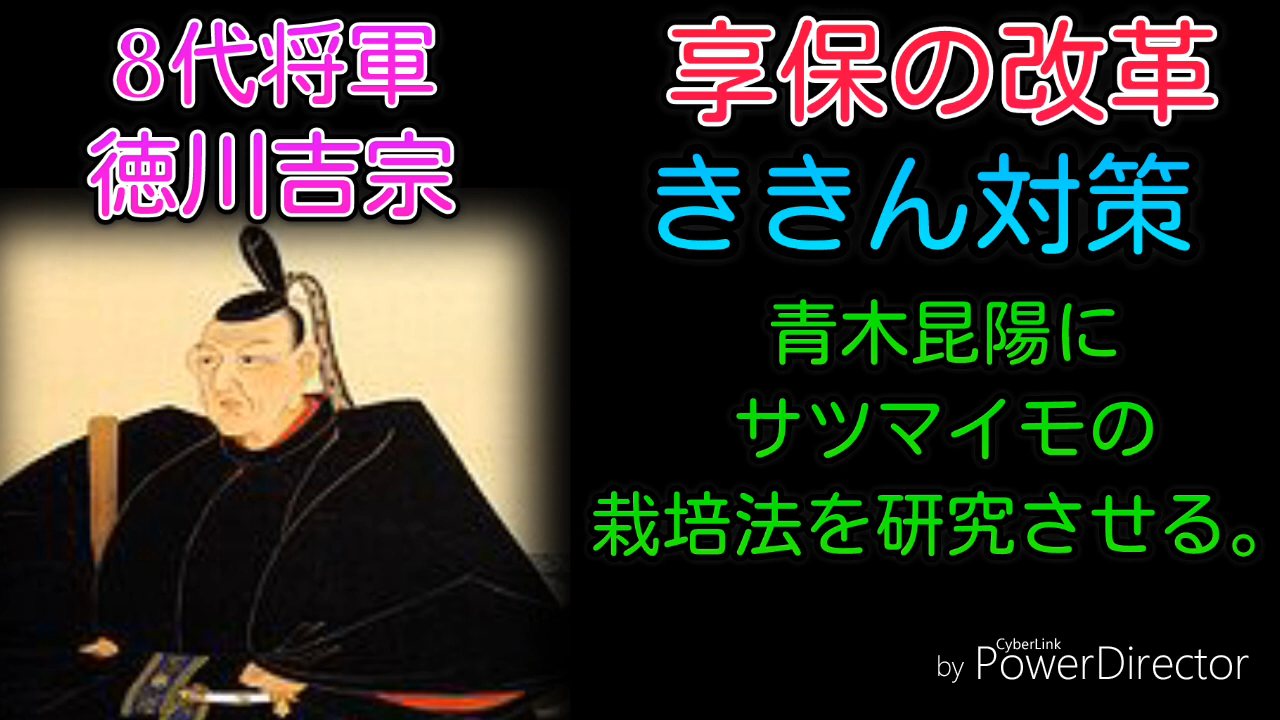 8代将軍
徳川吉宗
享保の改革
ききん対策
青木昆陽に
サツマイモの
栽培法を研究させる。
CyberLink
by PowerDirector